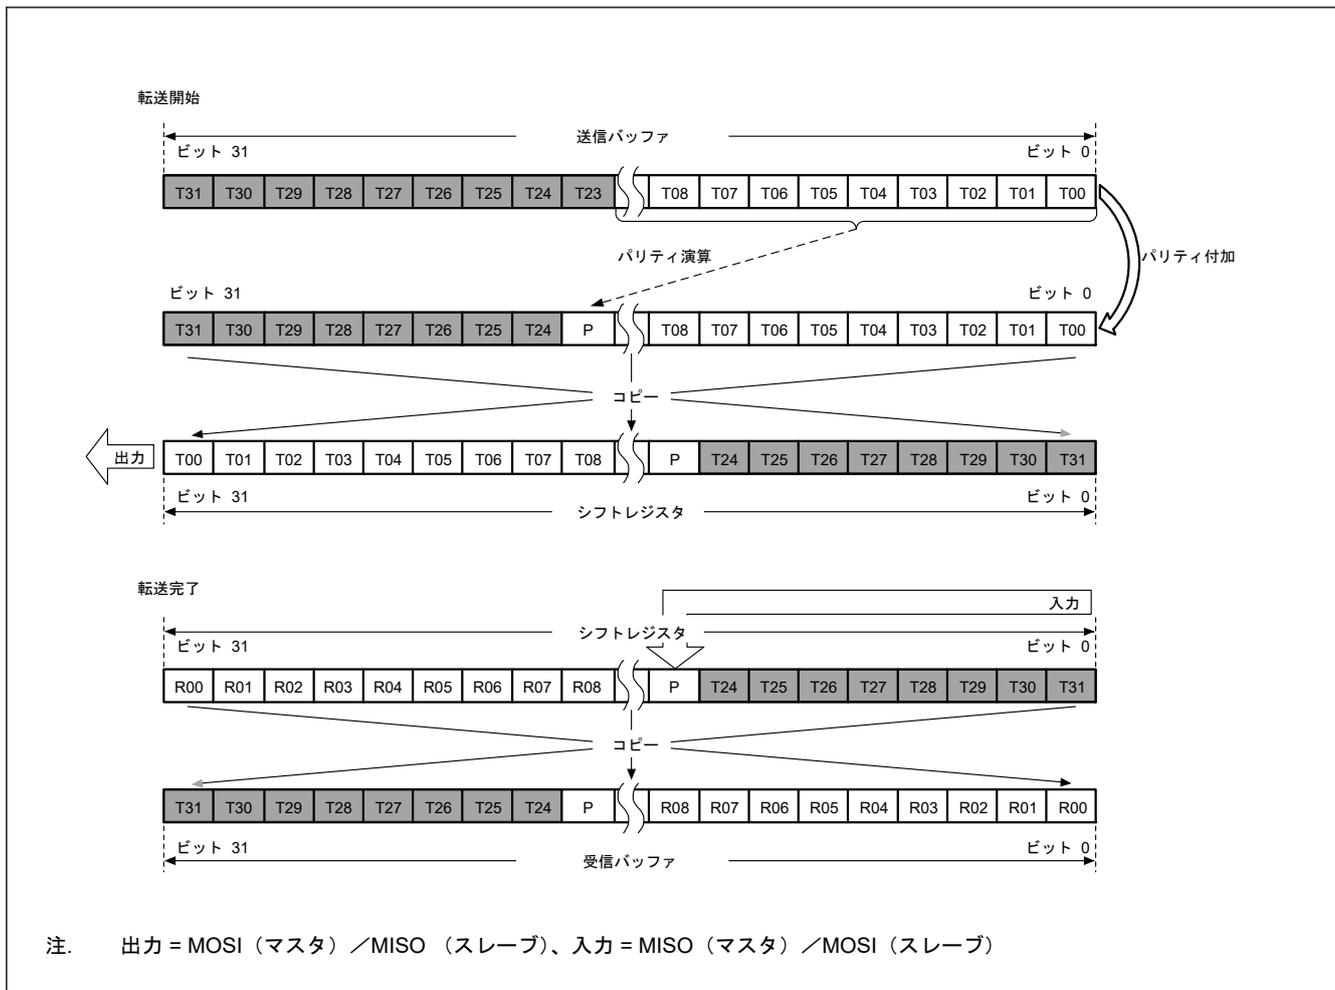 転送開始
送信バッファ
ビット 31 ビット 0
T31 T30 T29 T28 T27 T26 T25 T24 T23 T08 T07 T06 T05 T04 T03 T02 T01 T00
パリティ演算 パリティ付加
ビット 31 ビット 0
T31 T30 T29 T28 T27 T26 T25 T24 P T08 T07 T06 T05 T04 T03 T02 T01 T00
コピー
出力 T00 T01 T02 T03 T04 T05 T06 T07 T08 P T24 T25 T26 T27 T28 T29 T30 T31
ビット 31 ビット 0
シフトレジスタ
転送完了
入力
シフトレジスタ
ビット 31 ビット 0
R00 R01 R02 R03 R04 R05 R06 R07 R08 P T24 T25 T26 T27 T28 T29 T30 T31
コピー
T31 T30 T29 T28 T27 T26 T25 T24 P R08 R07 R06 R05 R04 R03 R02 R01 R00
ビット 31 ビット 0
受信バッファ
注. 出力 = MOSI（マスタ）／MISO （スレーブ）、入力 = MISO（マスタ）／MOSI（スレーブ）